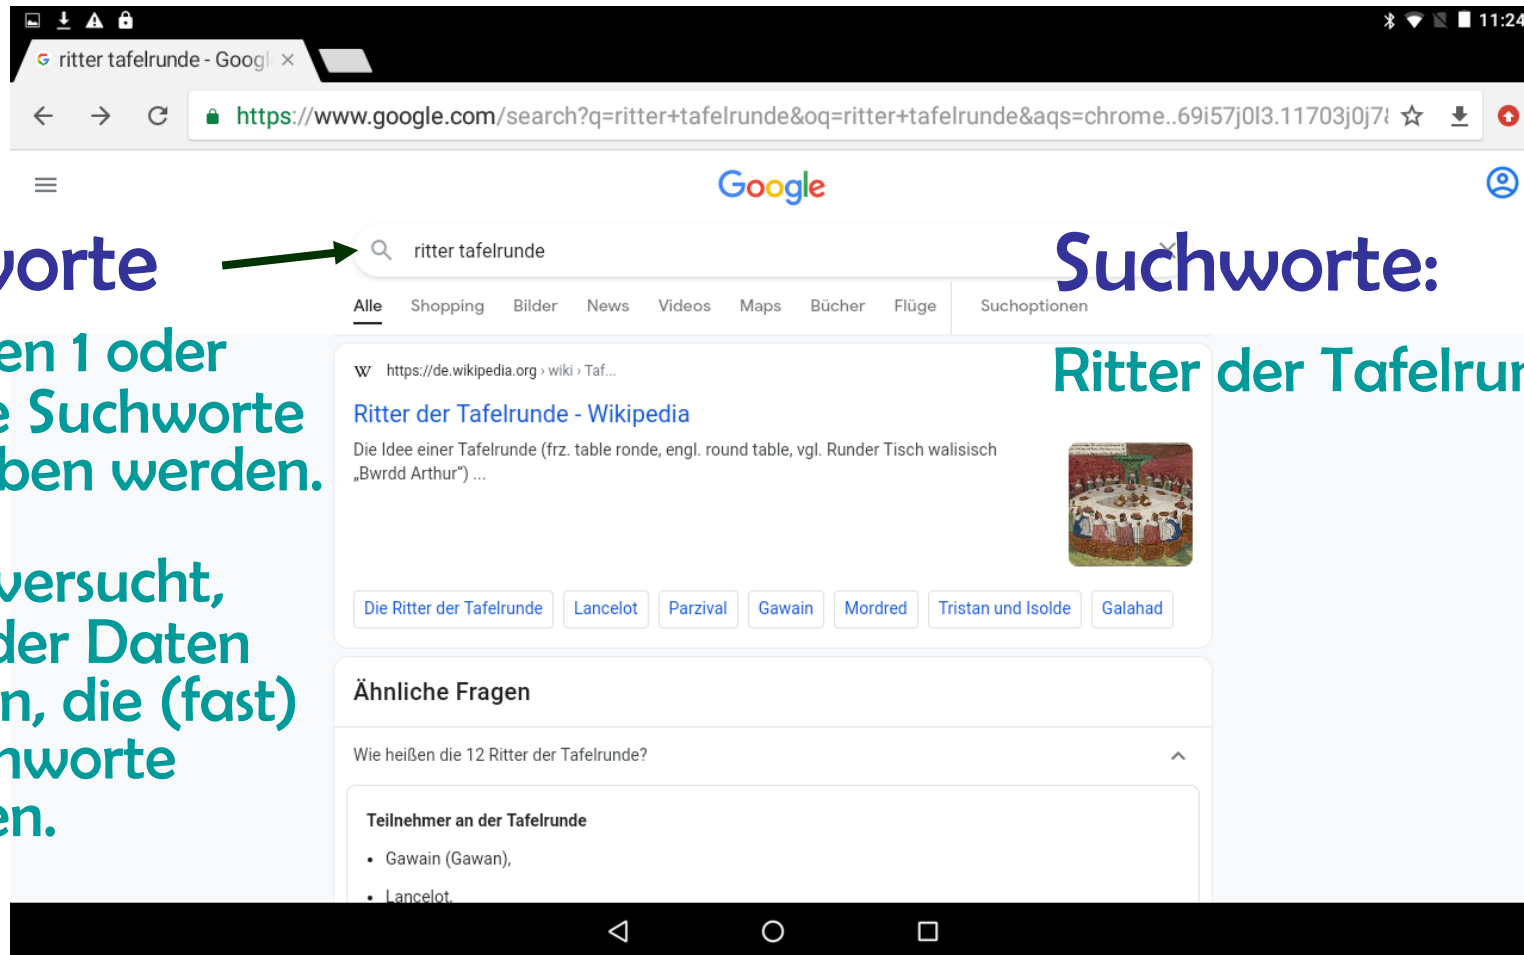 11:24
ritter tafelrunde - Googl
https://www.google.com/search?q=ritter+tafelrunde&oq=ritter+tafelrunde&aqs=chrome..69i57j0l3.11703j0j7
Google
ritter tafelrunde
Alle Shopping Bilder News Videos Maps Bücher Flüge Suchoptionen
W https://de.wikipedia.org › wiki › Taf...
Ritter der Tafelrunde - Wikipedia
Die Idee einer Tafelrunde (frz. table ronde, engl. round table, vgl. Runder Tisch walisisch
„Bwrdd Arthur“) ...
Die Ritter der Tafelrunde Lancelot Parzival Gawain Mordred Tristan und Isolde Galahad
Ähnliche Fragen
Wie heißen die 12 Ritter der Tafelrunde?
Teilnehmer an der Tafelrunde
• Gawain (Gawan),
• Lancelot,
worte
en 1 oder
e Suchworte
ben werden.
versucht,
der Daten
n, die (fast)
hworte
en.
Suchworte:
Ritter der Tafelrun